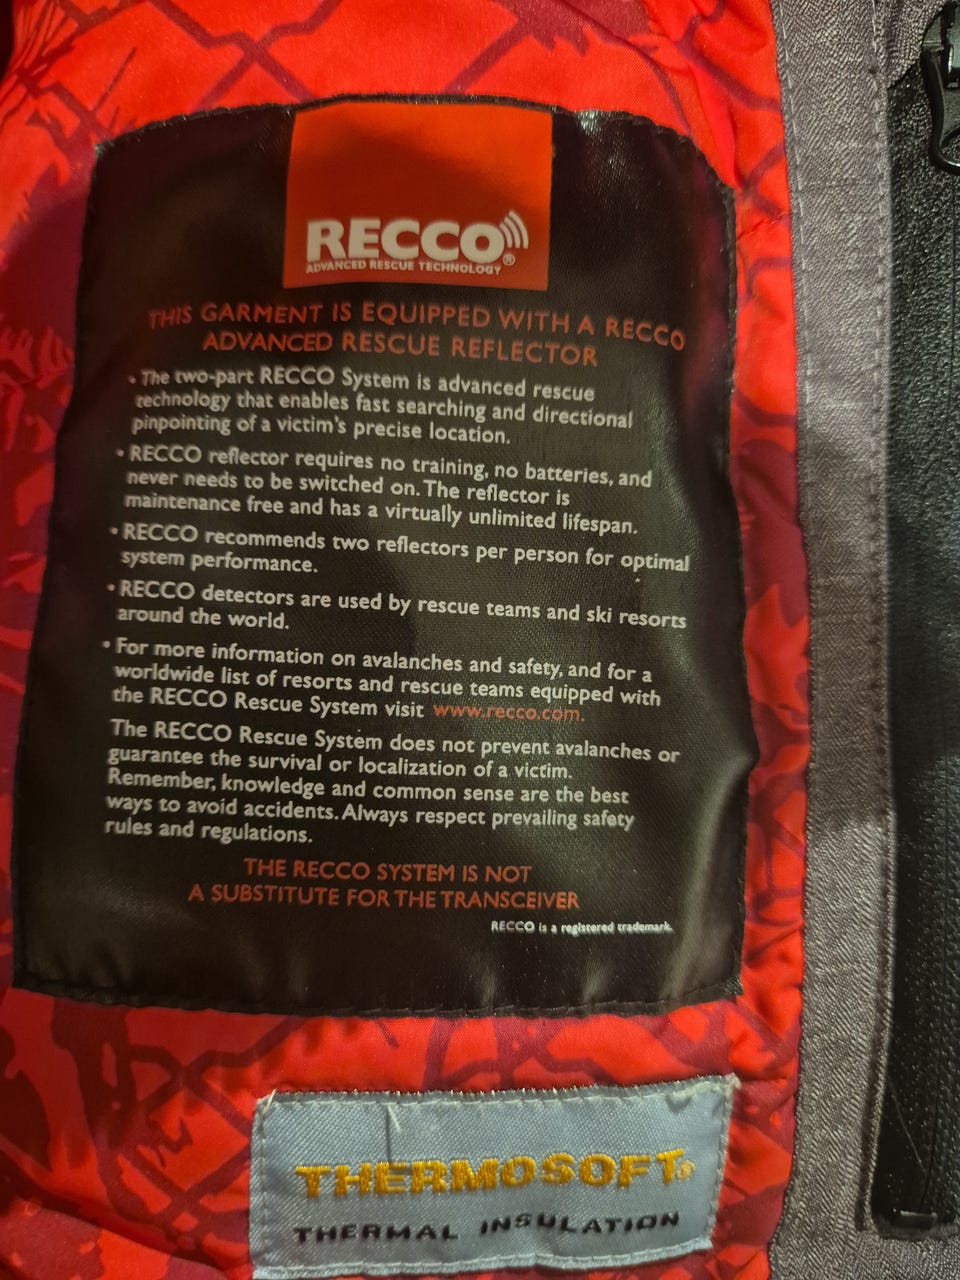 RECCO®
ADVANCED RESCUE TECHNOLOGY
THIS GARMENT IS EQUIPPED WITH A RECCO
ADVANCED RESCUE REFLECTOR
• The two-part RECCO System is advanced rescue
technology that enables fast searching and directional
pinpointing of a victim's precise location.
• RECCO reflector requires no training, no batteries, and
never needs to be switched on. The reflector is
maintenance free and has a virtually unlimited lifespan.
• RECCO recommends two reflectors per person for optimal
system performance.
• RECCO detectors are used by rescue teams and ski resorts
around the world.
• For more information on avalanches and safety, and for a
worldwide list of resorts and rescue teams equipped with
the RECCO Rescue System visit www.recco.com.
The RECCO Rescue System does not prevent avalanches or
guarantee the survival or localization of a victim.
Remember, knowledge and common sense are the best
ways to avoid accidents. Always respect prevailing safety
rules and regulations.
THE RECCO SYSTEM IS NOT
A SUBSTITUTE FOR THE TRANSCEIVER
RECCO is a registered trademark.
THERMOSOFT®
THERMAL INSULATION